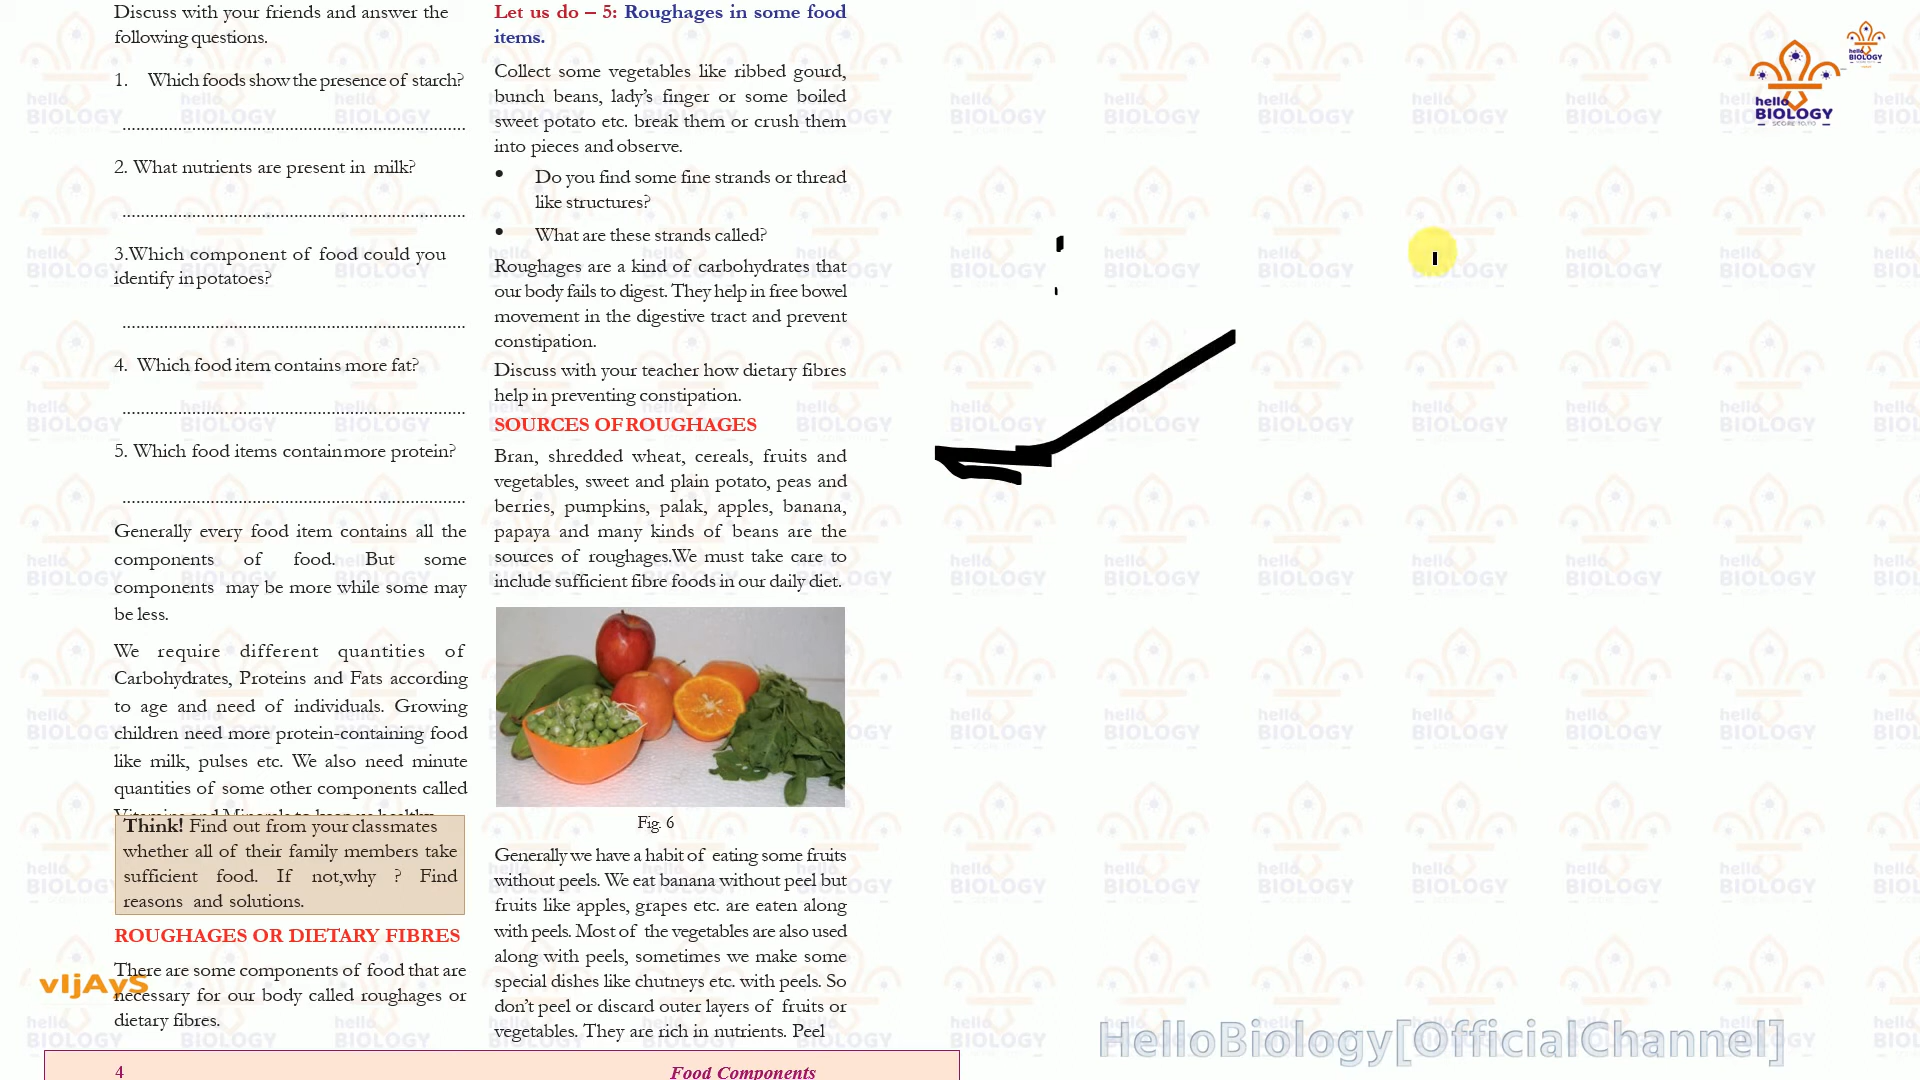 Discuss with your friends and answer the
following questions.
1. Which foods show the presence of starch?
2. What nutrients are present in milk?
3.Which component of food could you
identify in potatoes?
4. Which food item contains more fat?
5. Which food items contain more protein?
Generally every food item contains all the
components of food. But some
components may be more while some may
be less.
We require different quantities of
Carbohydrates, Proteins and Fats according
to age and need of individuals. Growing
children need more protein-containing food
like milk, pulses etc. We also need minute
quantities of some other components called
Think! Find out from your classmates
whether all of their family members take
sufficient food. If not,why ? Find
reasons and solutions.
ROUGHAGES OR DIETARY FIBRES
There are some components of food that are
necessary for our body called roughages or
dietary fibres.
vIjAyS
4
Let us do – 5: Roughages in some food
items.
Collect some vegetables like ribbed gourd,
bunch beans, lady's finger or some boiled
sweet potato etc. break them or crush them
into pieces and observe.
• Do you find some fine strands or thread
like structures?
• What are these strands called?
Roughages are a kind of carbohydrates that
our body fails to digest. They help in free bowel
movement in the digestive tract and prevent
constipation.
Discuss with your teacher how dietary fibres
help in preventing constipation.
SOURCES OF ROUGHAGES
Bran, shredded wheat, cereals, fruits and
vegetables, sweet and plain potato, peas and
berries, pumpkins, palak, apples, banana,
papaya and many kinds of beans are the
sources of roughages.We must take care to
include sufficient fibre foods in our daily diet.
Fig. 6
Generally we have a habit of eating some fruits
without peels. We eat banana without peel but
fruits like apples, grapes etc. are eaten along
with peels. Most of the vegetables are also used
along with peels, sometimes we make some
special dishes like chutneys etc. with peels. So
don't peel or discard outer layers of fruits or
vegetables. They are rich in nutrients. Peel
Food Components
hello
BIOLOGY
HelloBiology[OfficialChannel]